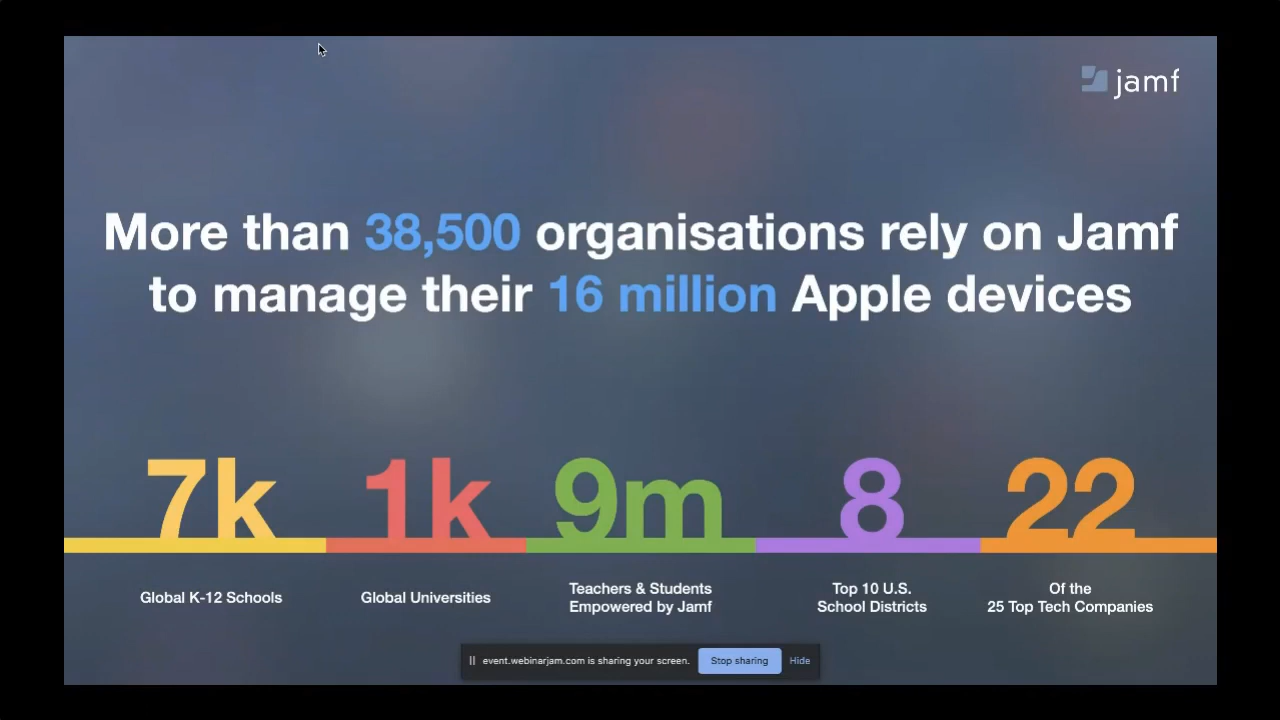 jamf
More than 38,500 organisations rely on Jamf
to manage their 16 million Apple devices
7k
1k
9m
8
22
Global K-12 Schools
Global Universities
Teachers & Students
Empowered by Jamf
Top 10 U.S.
School Districts
Of the
25 Top Tech Companies
event.webinarjam.com is sharing your screen.
Stop sharing
Hide